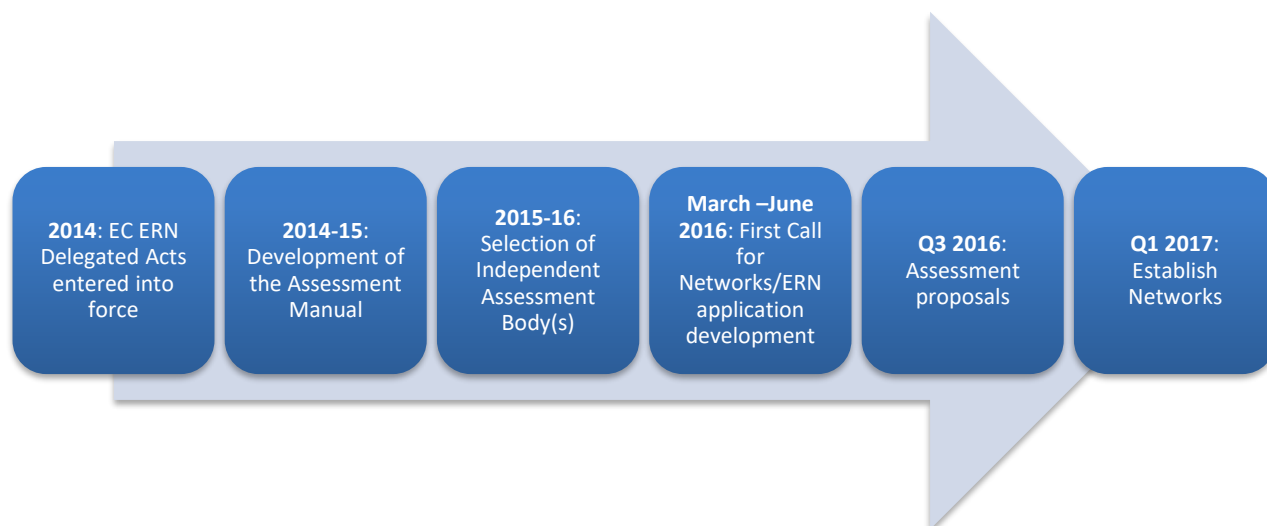 2014: EC ERN
Delegated Acts
entered into
force
2014-15:
Development of
the Assessment
Manual
2015-16:
Selection of
Independent
Assessment
Body(s)
March –June
2016: First Call
for
Networks/ERN
application
development
Q3 2016:
Assessment
proposals
Q1 2017:
Establish
Networks